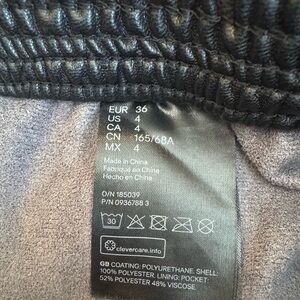 EUR 36
US 4
CA 4
CN 165/68A
MX 4
Made in China
Fabriqué en Chine
Hecho en China
O/N 185039
P/N 0936788 3
30
clevercare.info
GB COATING: POLYURETHANE. SHELL:
100% POLYESTER. LINING: POCKET:
52% POLYESTER 48% VISCOSE